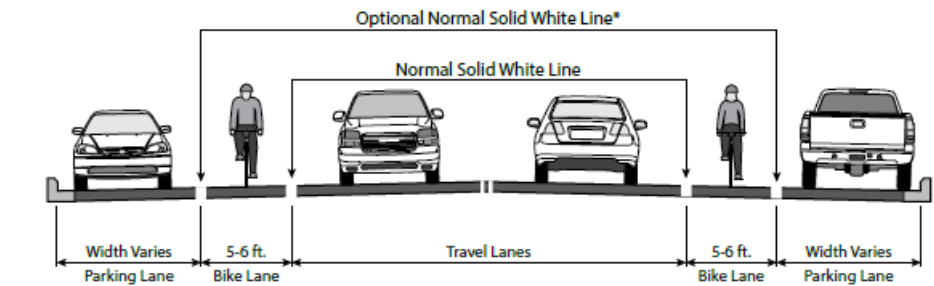 Optional Normal Solid White Line*
Normal Solid White Line
Width Varies
Parking Lane
5-6 ft.
Bike Lane
Travel Lanes
5-6 ft.
Bike Lane
Width Varies
Parking Lane